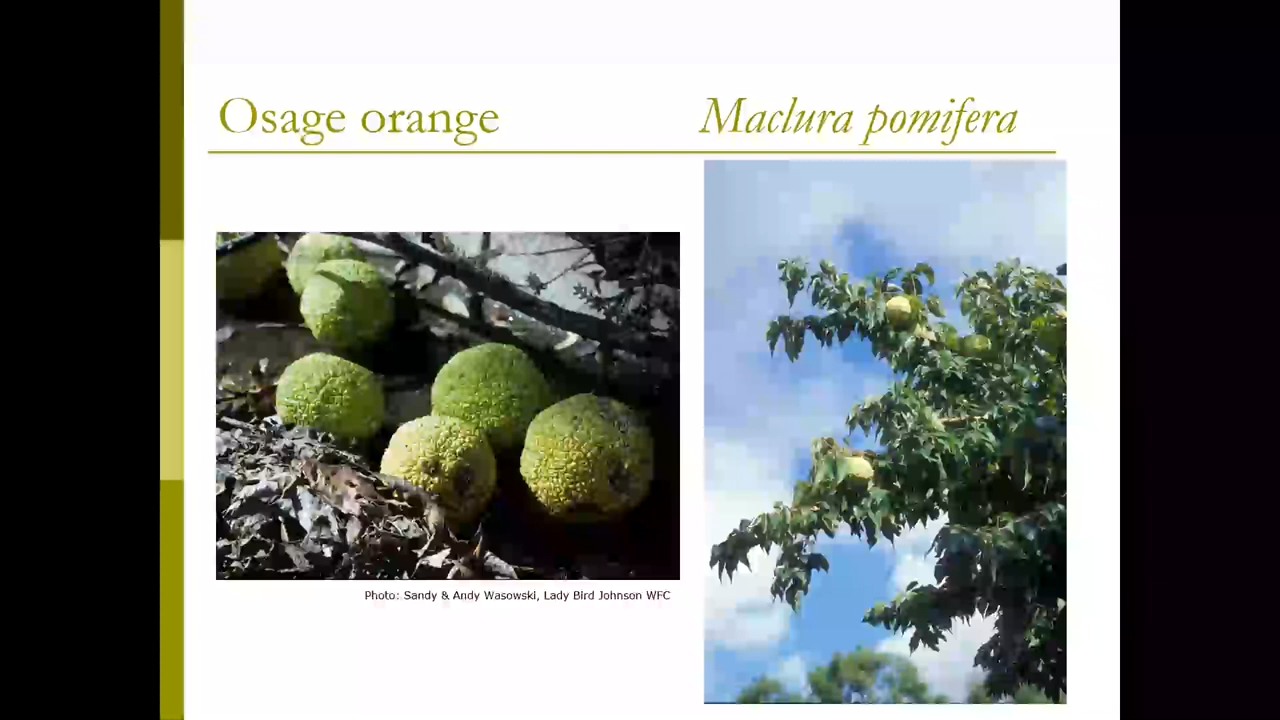 Osage orange Maclura pomifera
Photo: Sandy & Andy Wasowski, Lady Bird Johnson WFC